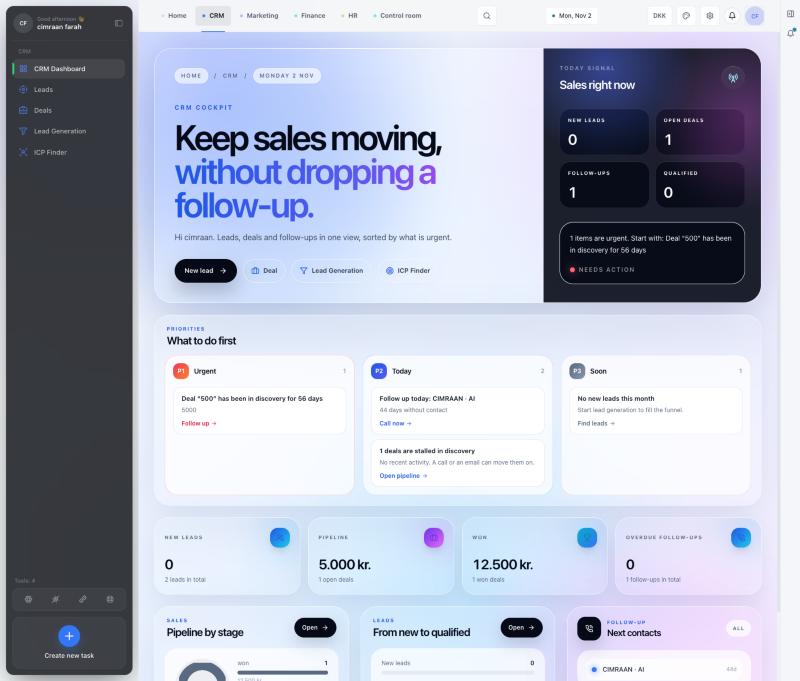 CF
Good afternoon 👋
cimraan farah
CRM
CRM Dashboard
Leads
Deals
Lead Generation
ICP Finder
Tools: 4
Create new task
Home
CRM
Marketing
Finance
HR
Control room
Mon, Nov 2
DKK
CF
HOME / CRM / MONDAY 2 NOV
CRM COCKPIT
Keep sales moving,
without dropping a
follow-up.
Hi cimraan. Leads, deals and follow-ups in one view, sorted by what is urgent.
New lead →
Deal
Lead Generation
ICP Finder
TODAY SIGNAL
Sales right now
NEW LEADS
0
OPEN DEALS
1
FOLLOW-UPS
1
QUALIFIED
0
1 items are urgent. Start with: Deal "500" has been
in discovery for 56 days
NEEDS ACTION
PRIORITIES
What to do first
P1 Urgent 1
Deal "500" has been in discovery for 56 days
5000
Follow up →
P2 Today 2
Follow up today: CIMRAAN · AI
44 days without contact
Call now →
1 deals are stalled in discovery
No recent activity. A call or an email can move them on.
Open pipeline →
P3 Soon 1
No new leads this month
Start lead generation to fill the funnel.
Find leads →
NEW LEADS
0
2 leads in total
PIPELINE
5.000 kr.
1 open deals
WON
12.500 kr.
1 won deals
OVERDUE FOLLOW-UPS
0
1 follow-ups in total
SALES
Pipeline by stage
Open →
won 1
12.500 kr.
LEADS
From new to qualified
Open →
New leads 0
FOLLOW-UP
Next contacts
ALL
CIMRAAN · AI 44d